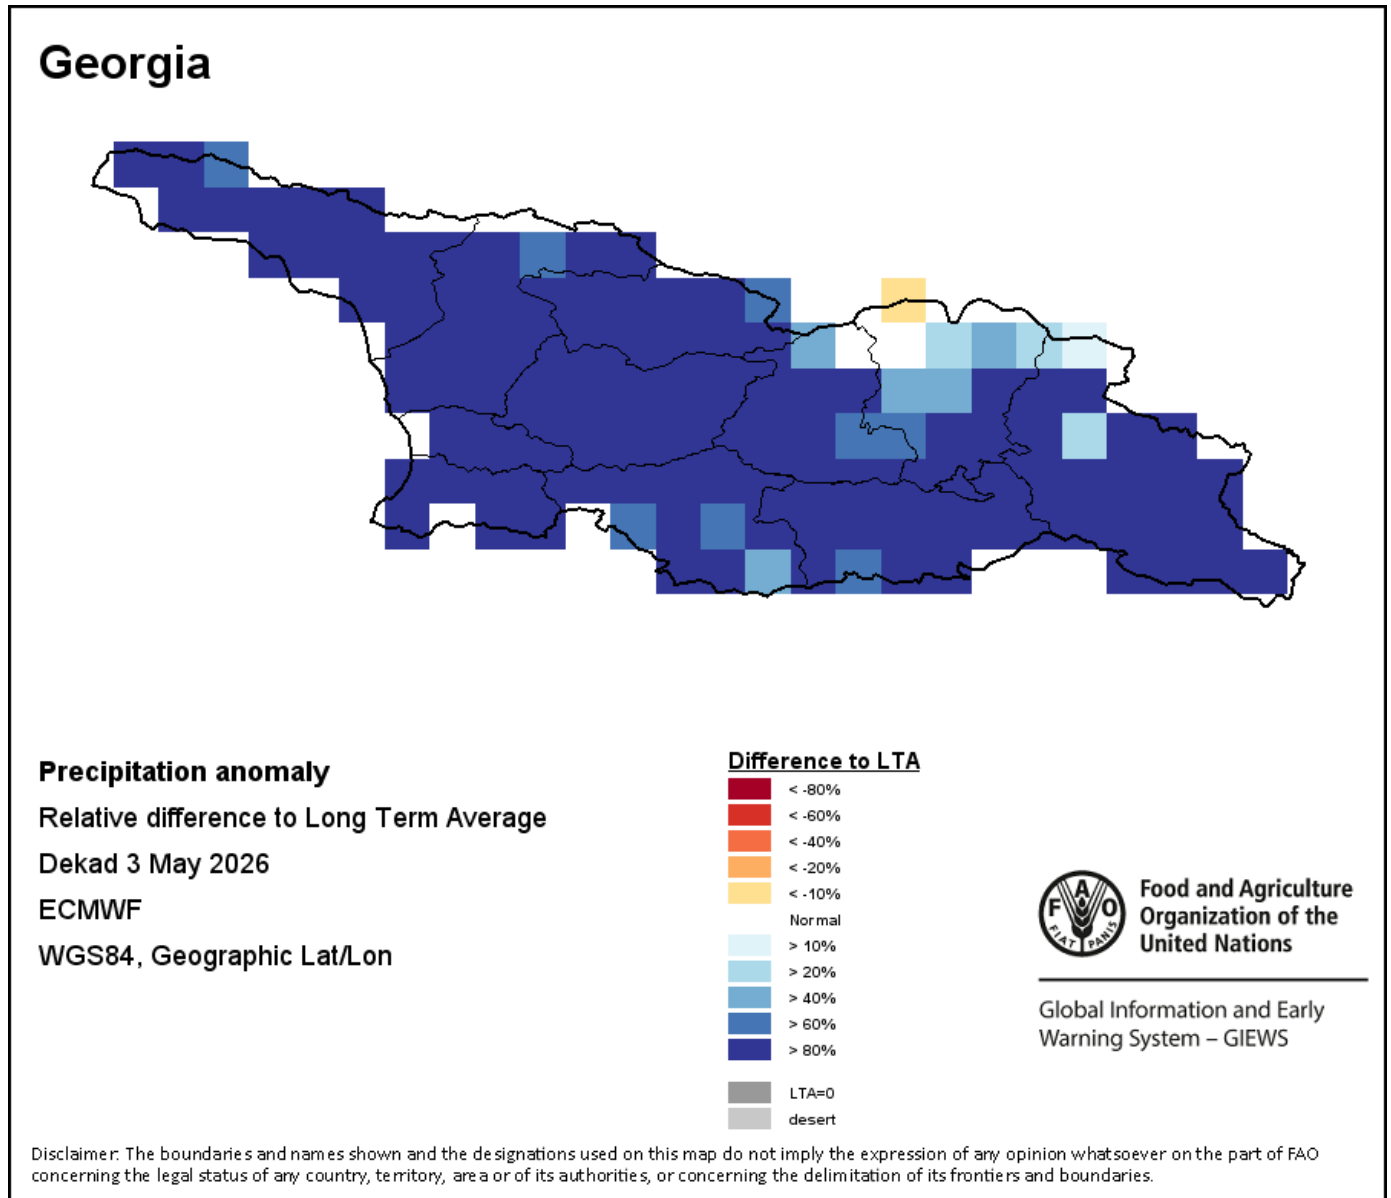 Georgia
Precipitation anomaly
Relative difference to Long Term Average
Dekad 3 May 2026
ECMWF
WGS84, Geographic Lat/Lon
Difference to LTA
< -80%
< -60%
< -40%
< -20%
< -10%
Normal
> 10%
> 20%
> 40%
> 60%
> 80%
LTA=0
desert
F A O
FIAT PANIS
Food and Agriculture
Organization of the
United Nations
Global Information and Early
Warning System – GIEWS
Disclaimer: The boundaries and names shown and the designations used on this map do not imply the expression of any opinion whatsoever on the part of FAO
concerning the legal status of any country, territory, area or of its authorities, or concerning the delimitation of its frontiers and boundaries.